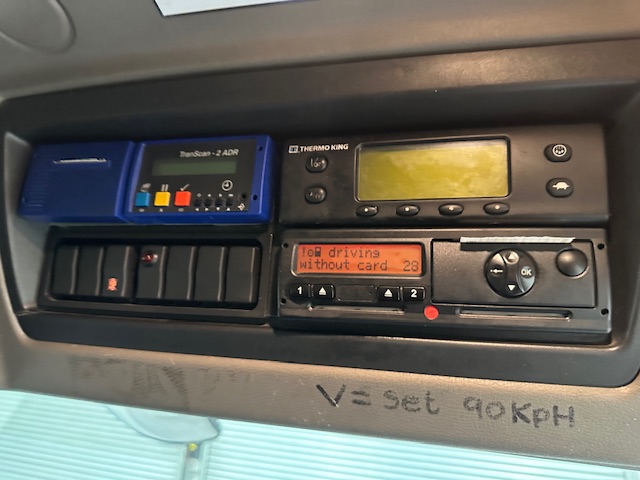 TranScan - 2 ADR
THERMO KING
!o driving
without card 28
1
2
OK
V = set 90KpH